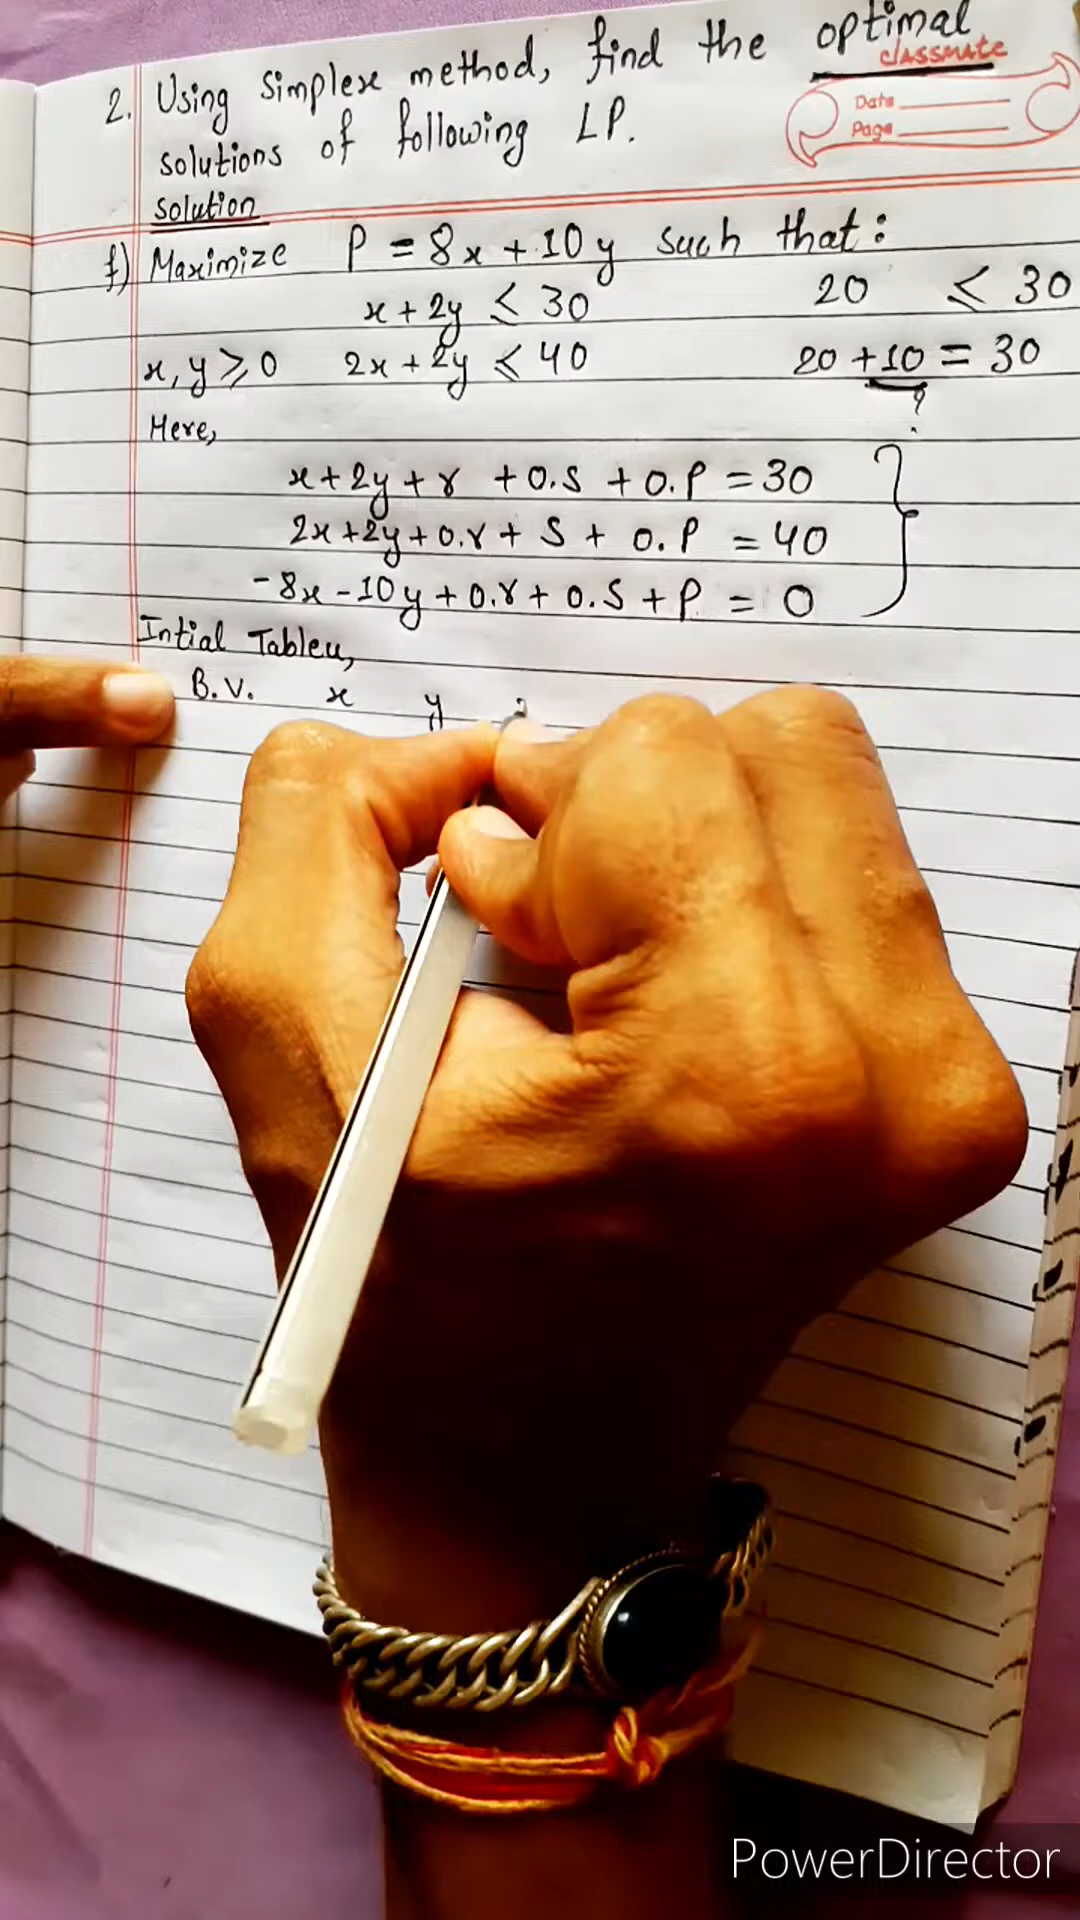 2. Using Simplex method, find the optimal
classmate
Date
Page
solutions of following LP.
solution
f) Maximize P = 8x + 10y such that:
x + 2y ≤ 30 20 ≤ 30
x, y ≥ 0 2x + 2y ≤ 40 20 + 10 = 30
?
Here,
x + 2y + r + 0.s + 0.P = 30
2x + 2y + 0.r + s + 0.P = 40
-8x - 10y + 0.r + 0.s + P = 0
Intial Tableu,
B.V. x y
PowerDirector